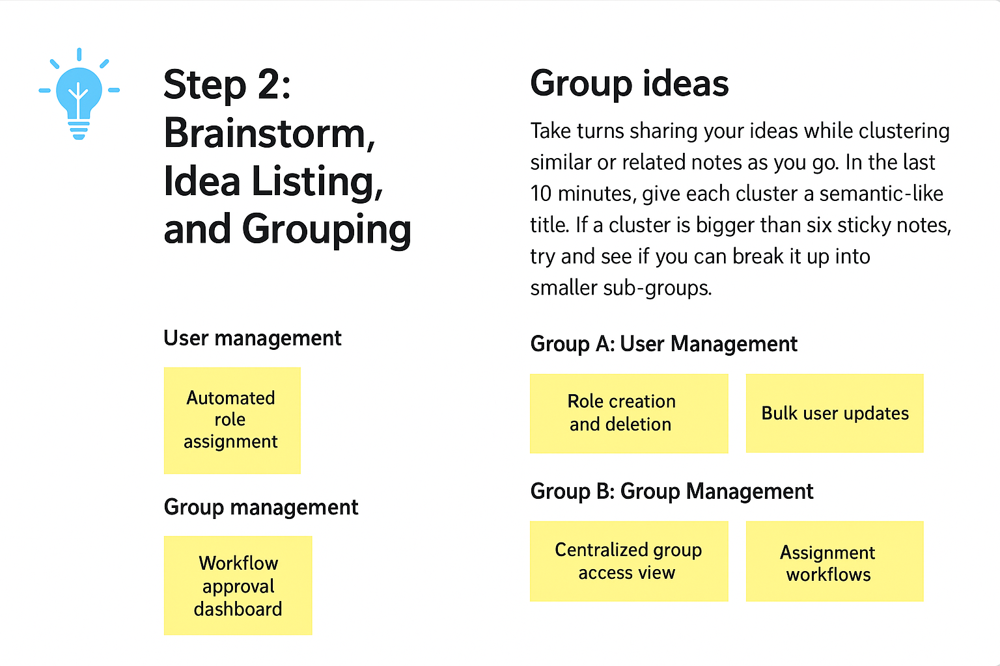 Step 2:
Brainstorm,
Idea Listing,
and Grouping
User management
Automated
role
assignment
Group management
Workflow
approval
dashboard
Group ideas
Take turns sharing your ideas while clustering
similar or related notes as you go. In the last
10 minutes, give each cluster a semantic-like
title. If a cluster is bigger than six sticky notes,
try and see if you can break it up into
smaller sub-groups.
Group A: User Management
Role creation
and deletion
Bulk user updates
Group B: Group Management
Centralized group
access view
Assignment
workflows